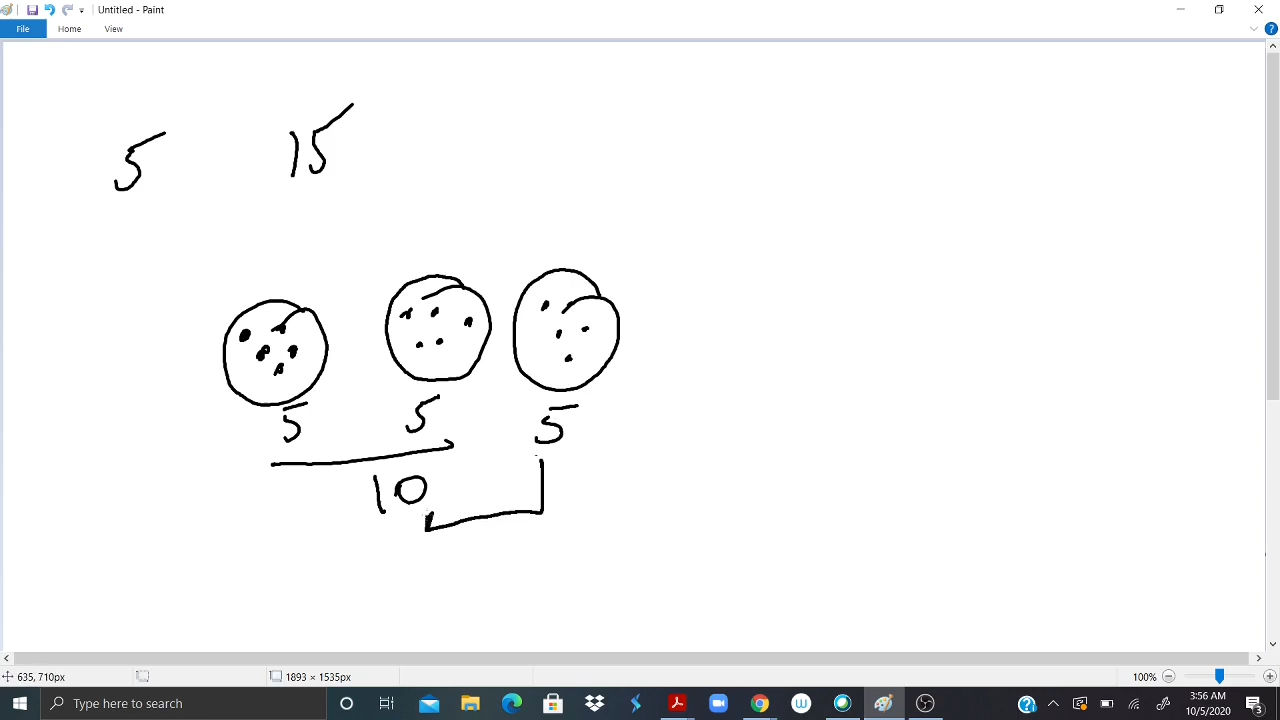 Untitled - Paint
File Home View
5 15
5 5 5
10
635, 710px 1893 × 1535px 100%
Type here to search
3:56 AM
10/5/2020